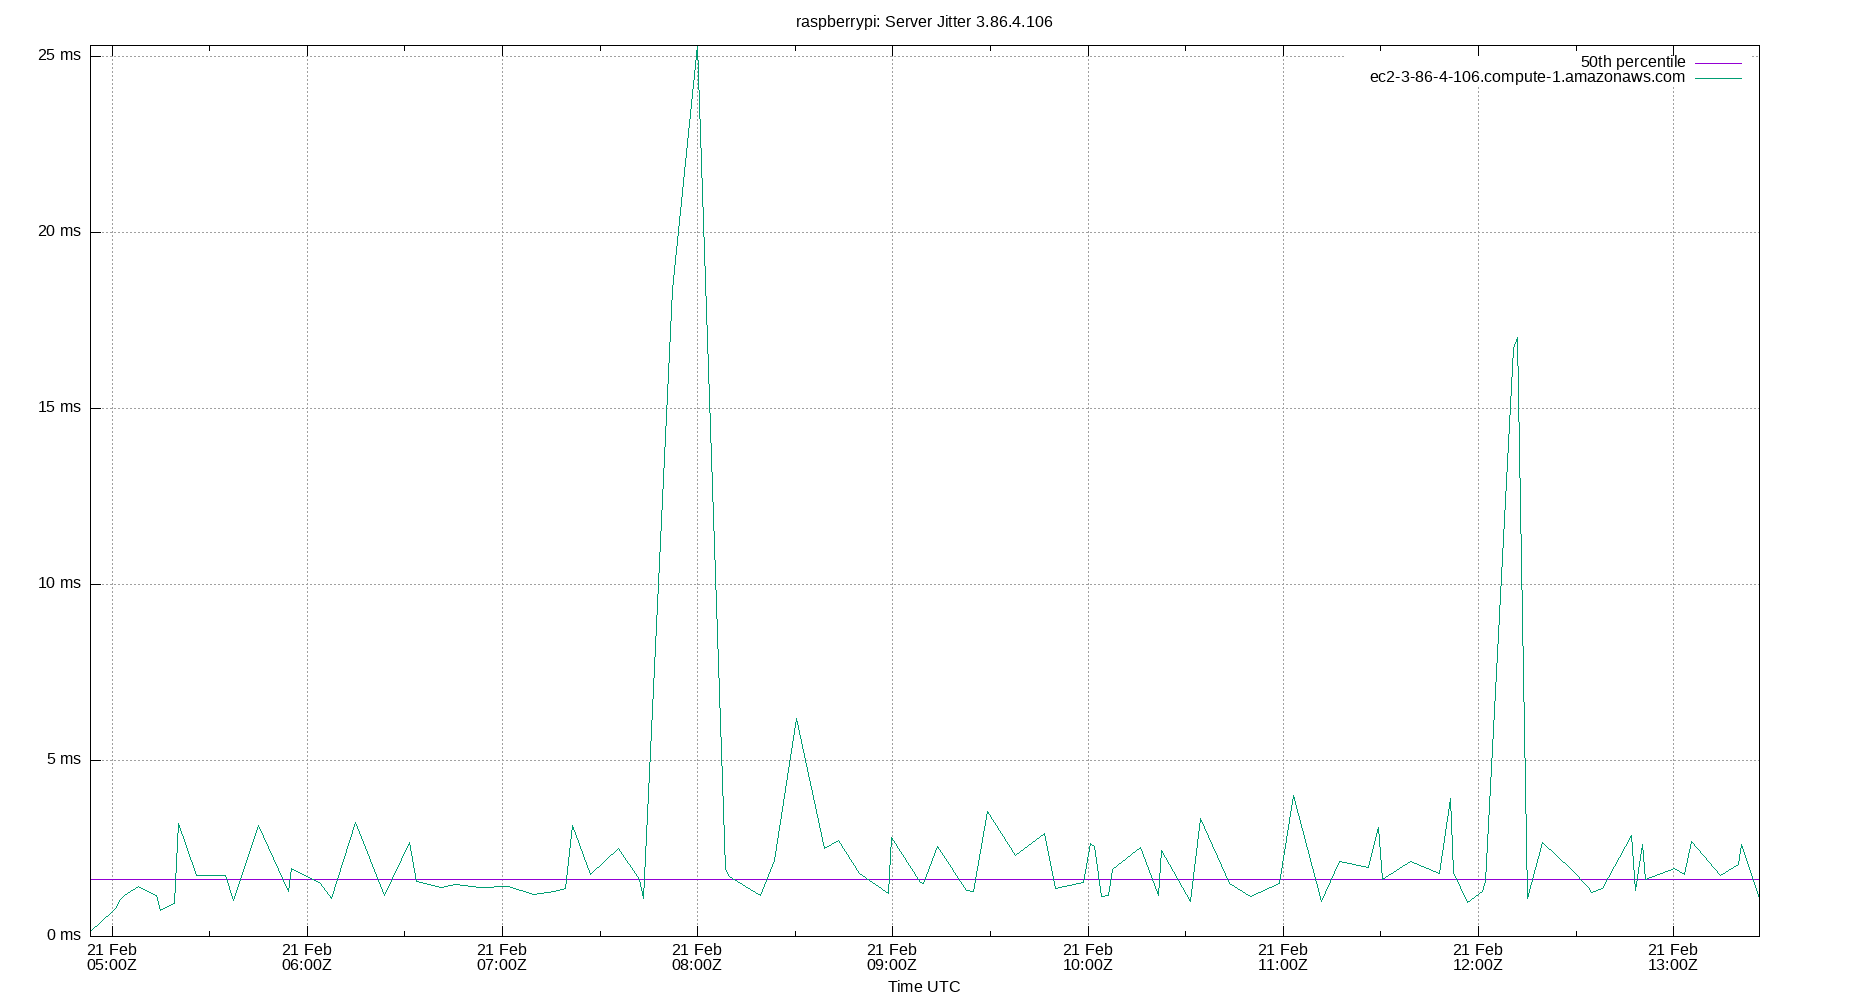 raspberrypi: Server Jitter 3.86.4.106
25 ms
20 ms
15 ms
10 ms
5 ms
0 ms
50th percentile
ec2-3-86-4-106.compute-1.amazonaws.com
21 Feb 21 Feb 21 Feb 21 Feb 21 Feb 21 Feb 21 Feb 21 Feb 21 Feb
05:00Z 06:00Z 07:00Z 08:00Z 09:00Z 10:00Z 11:00Z 12:00Z 13:00Z
Time UTC